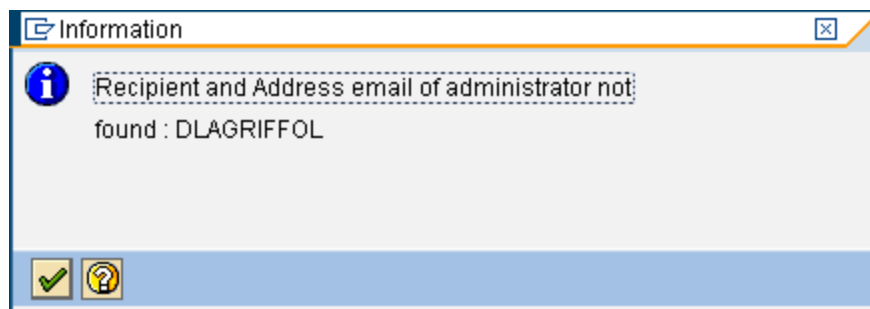 Information
Recipient and Address email of administrator not
found : DLAGRIFFOL